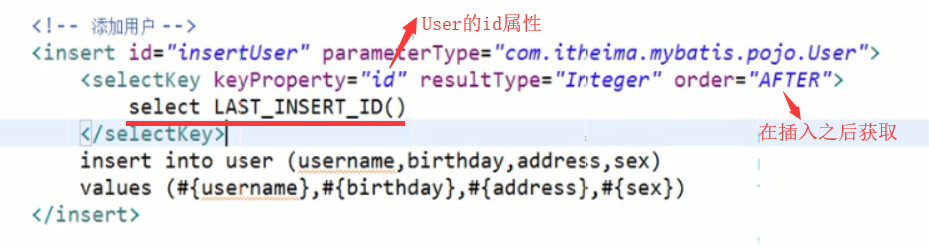 User的id属性
<!-- 添加用户 -->
<insert id="insertUser" parameterType="com.itheima.mybatis.pojo.User">
<selectKey keyProperty="id" resultType="Integer" order="AFTER">
select LAST_INSERT_ID()
</selectKey>
在插入之后获取
insert into user (username,birthday,address,sex)
values (#{username},#{birthday},#{address},#{sex})
</insert>